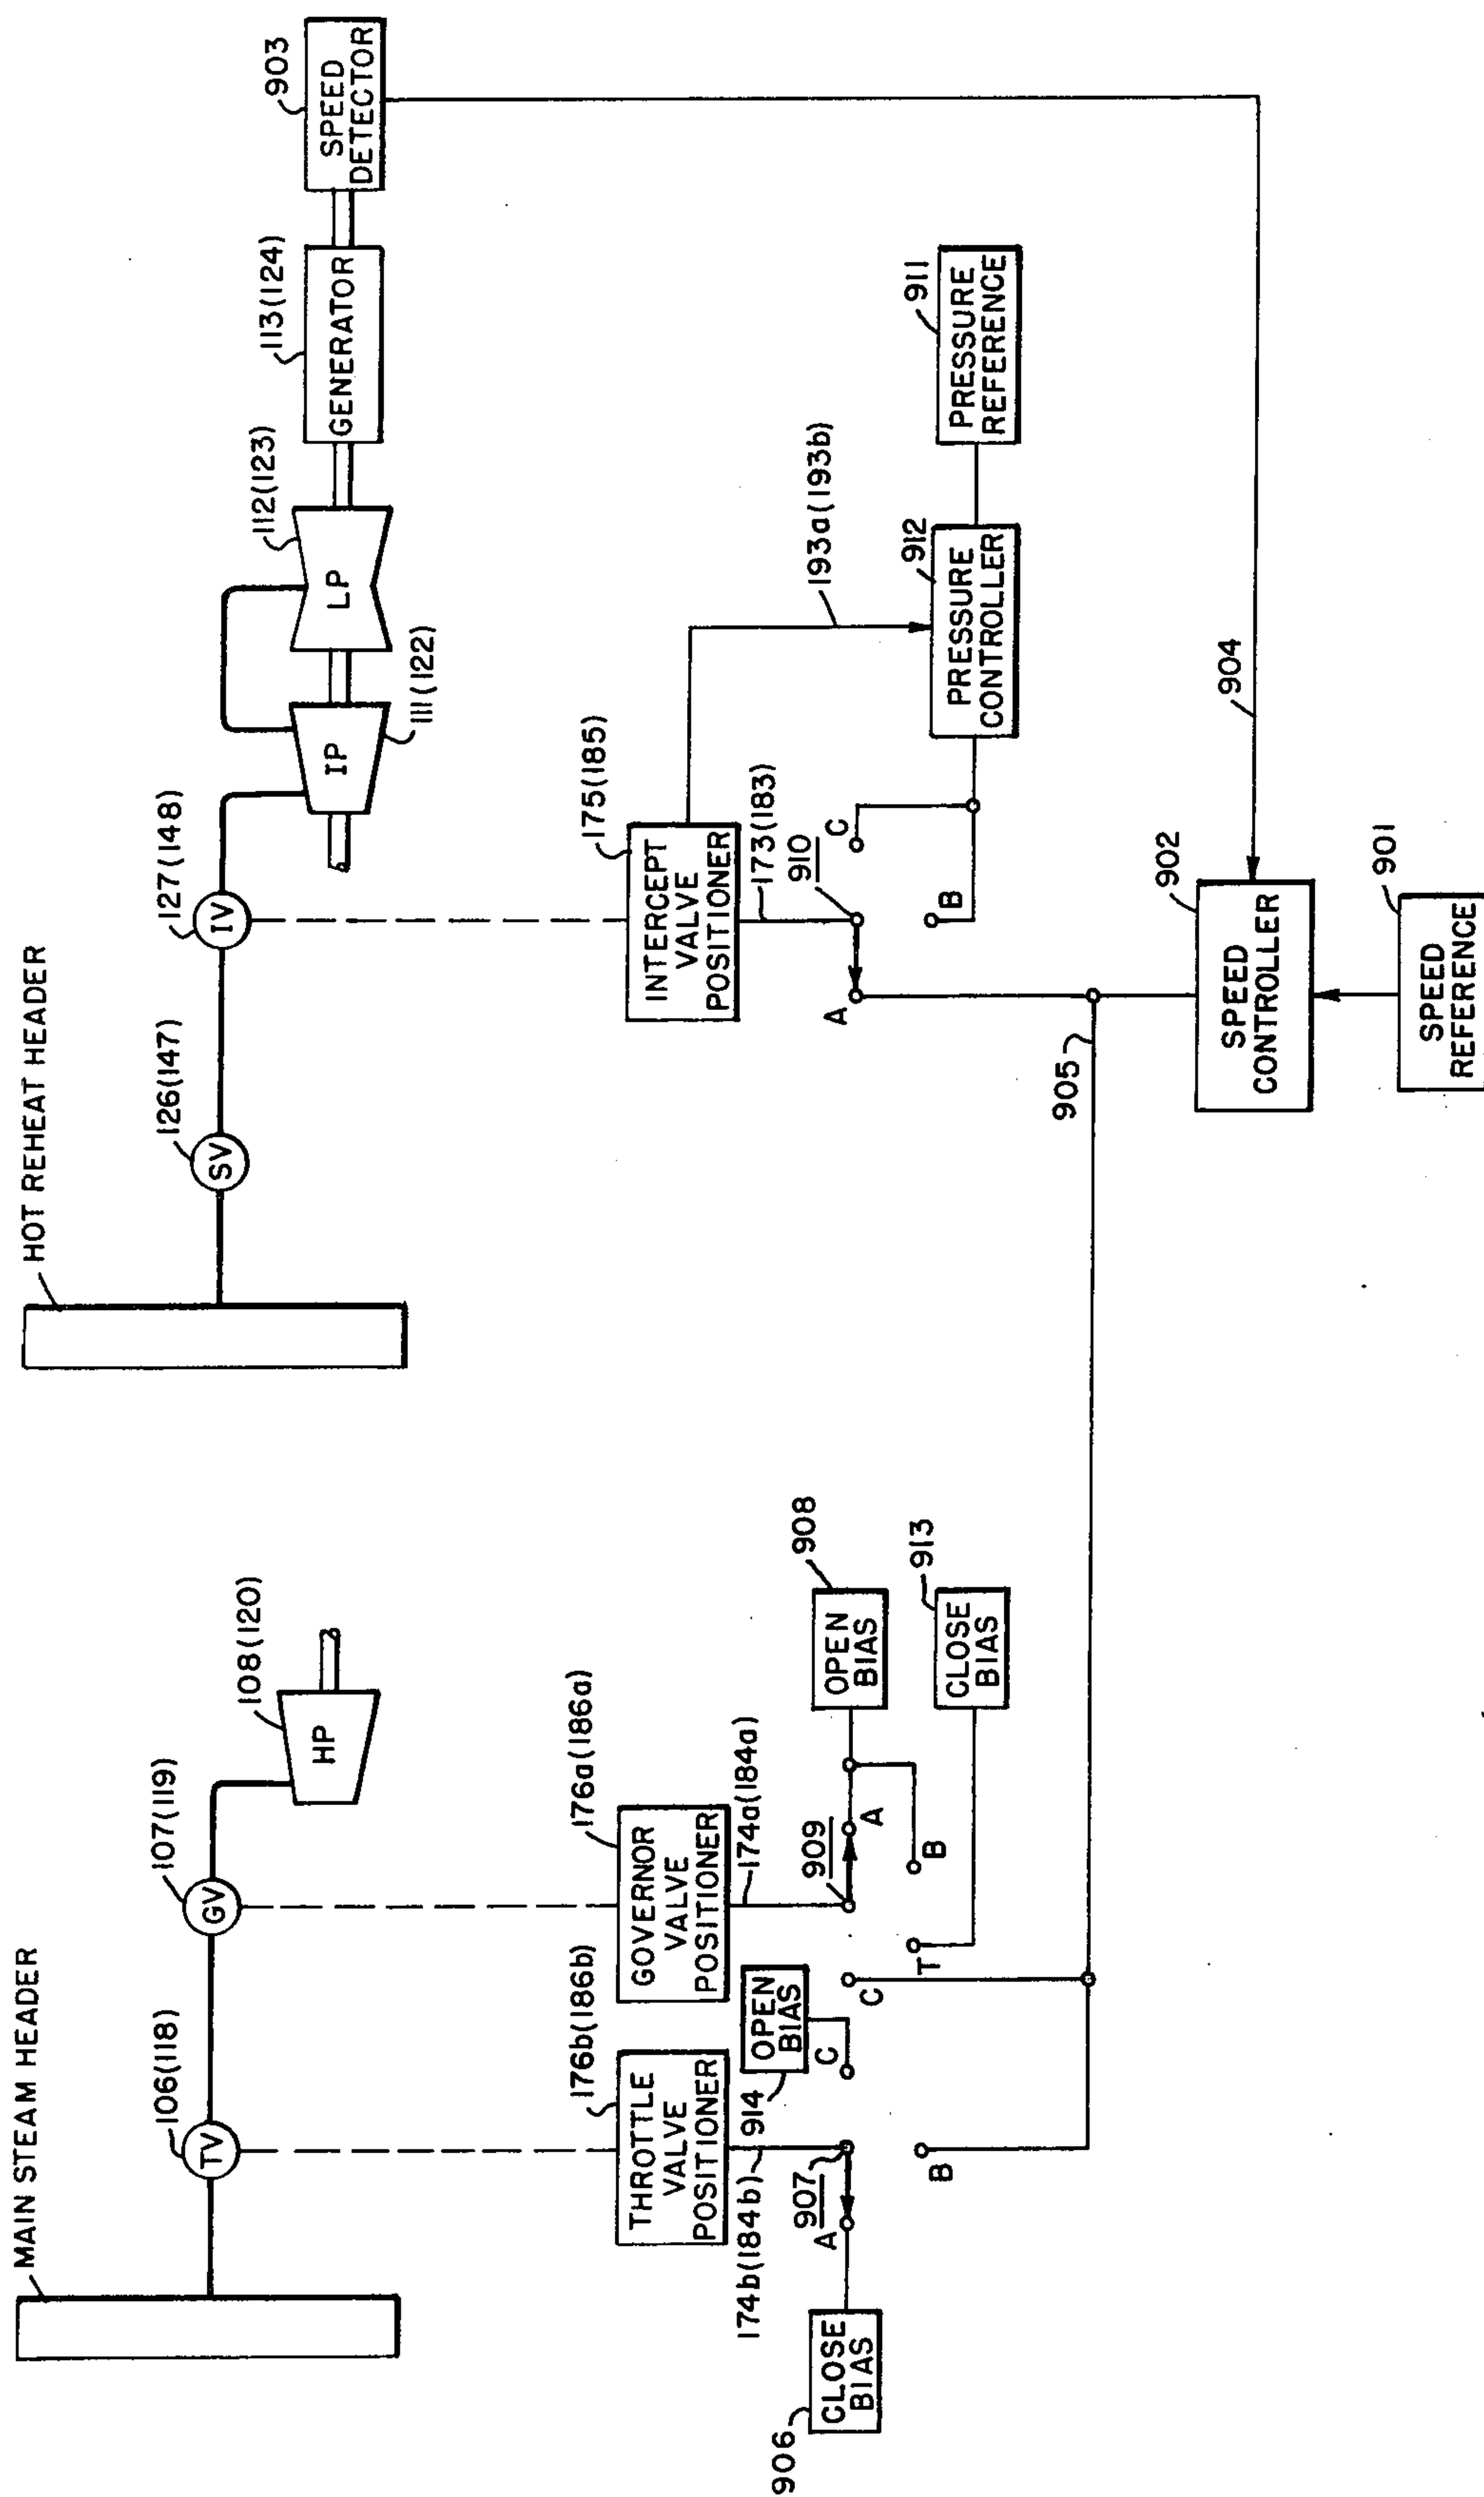 MAIN STEAM HEADER
HOT REHEAT HEADER
106(118)
TV
107(119)
GV
108(120)
HP
126(147)
SV
127(148)
IV
111(122)
IP
112(123)
LP
113(124)
GENERATOR
903
SPEED
DETECTOR
176b(186b)
THROTTLE
VALVE
POSITIONER
176a(186a)
GOVERNOR
VALVE
POSITIONER
175(185)
INTERCEPT
VALVE
POSITIONER
906
CLOSE
BIAS
174b(184b)
907
A
B
C
914
OPEN
BIAS
174a(184a)
909
A
B
T
C
908
OPEN
BIAS
913
CLOSE
BIAS
173(183)
910
A
B
C
193a(193b)
912
PRESSURE
CONTROLLER
911
PRESSURE
REFERENCE
905
904
902
SPEED
CONTROLLER
901
SPEED
REFERENCE